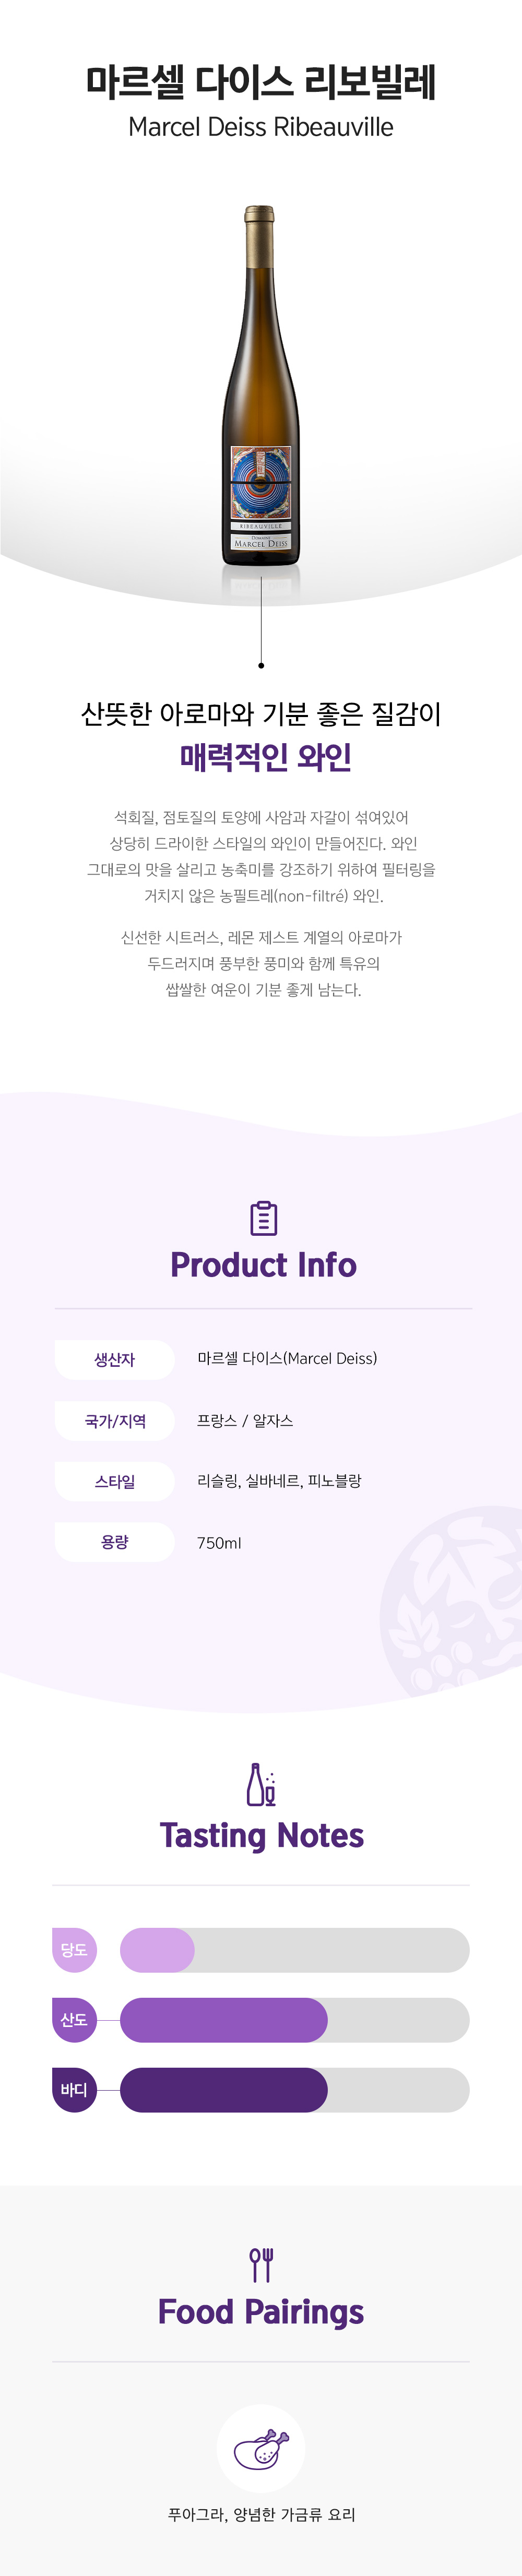 마르셀 다이스 리보빌레
Marcel Deiss Ribeauville
RIBEAUVILLE
DOMAINE
MARCEL DEISS
산뜻한 아로마와 기분 좋은 질감이
매력적인 와인
석회질, 점토질의 토양에 사암과 자갈이 섞여있어
상당히 드라이한 스타일의 와인이 만들어진다. 와인
그대로의 맛을 살리고 농축미를 강조하기 위하여 필터링을
거치지 않은 농필트레(non-filtré) 와인.
신선한 시트러스, 레몬 제스트 계열의 아로마가
두드러지며 풍부한 풍미와 함께 특유의
쌉쌀한 여운이 기분 좋게 남는다.
Product Info
생산자 마르셀 다이스(Marcel Deiss)
국가/지역 프랑스 / 알자스
스타일 리슬링, 실바네르, 피노블랑
용량 750ml
Tasting Notes
당도
산도
바디
Food Pairings
푸아그라, 양념한 가금류 요리